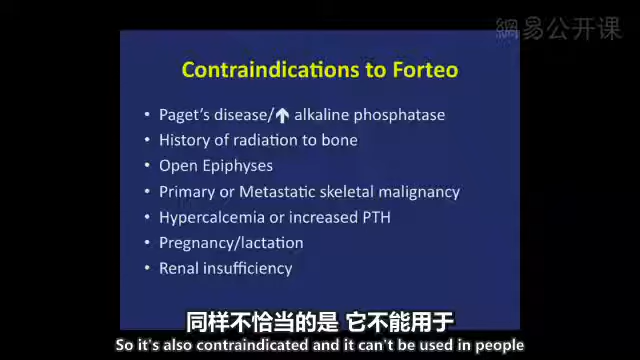 網易公开课
Contraindications to Forteo
• Paget's disease/⬆ alkaline phosphatase
• History of radiation to bone
• Open Epiphyses
• Primary or Metastatic skeletal malignancy
• Hypercalcemia or increased PTH
• Pregnancy/lactation
• Renal insufficiency
同样不恰当的是 它不能用于
So it's also contraindicated and it can't be used in people